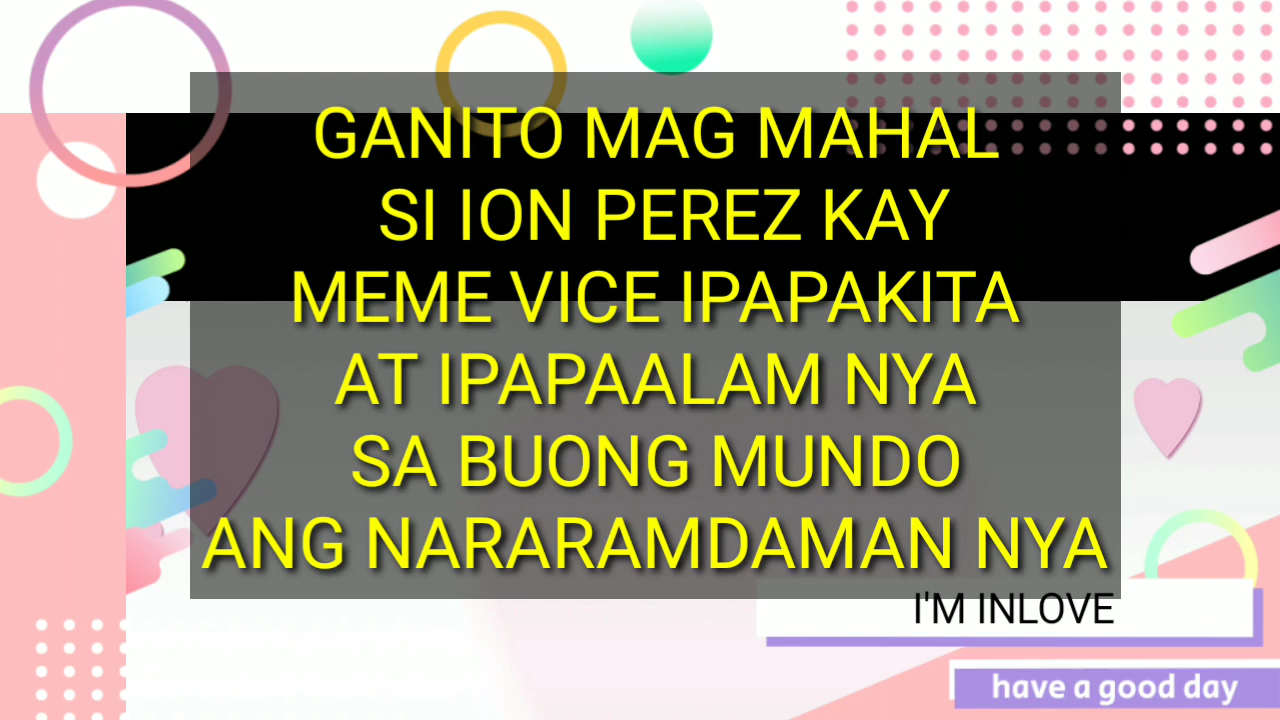 GANITO MAG MAHAL
SI ION PEREZ KAY
MEME VICE IPAPAKITA
AT IPAPAALAM NYA
SA BUONG MUNDO
ANG NARARAMDAMAN NYA
I'M INLOVE
have a good day